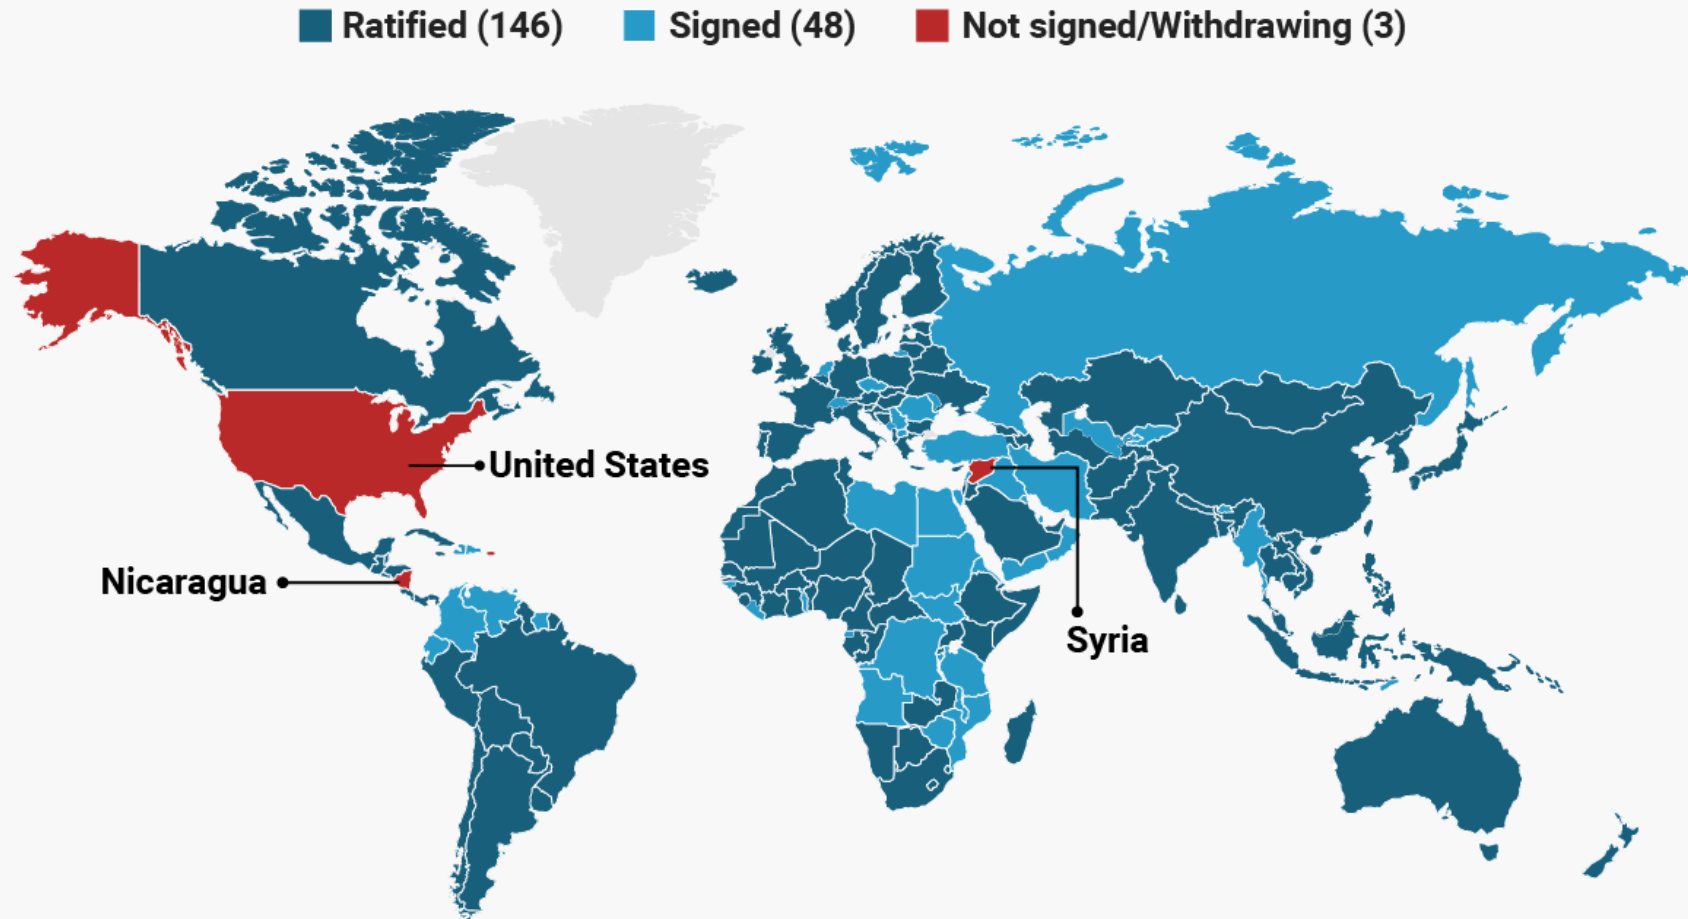 Ratified (146) Signed (48) Not signed/Withdrawing (3)
United States
Nicaragua
Syria